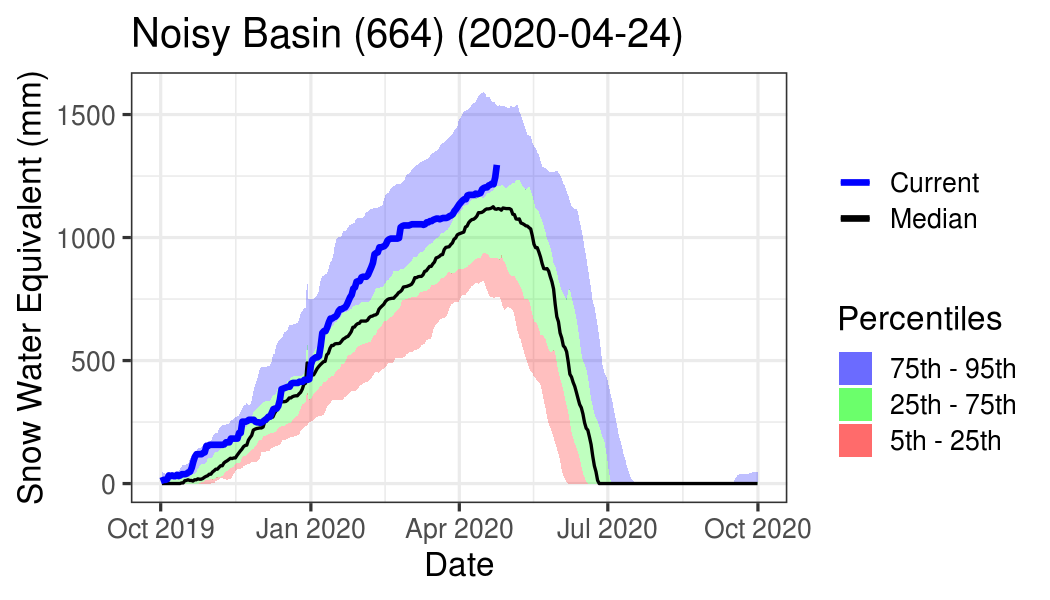 Noisy Basin (664) (2020-04-24)
Snow Water Equivalent (mm)
1500
1000
500
0
Oct 2019
Jan 2020
Apr 2020
Jul 2020
Oct 2020
Date
Current
Median
Percentiles
75th - 95th
25th - 75th
5th - 25th